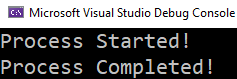 Microsoft Visual Studio Debug Console
Process Started!
Process Completed!